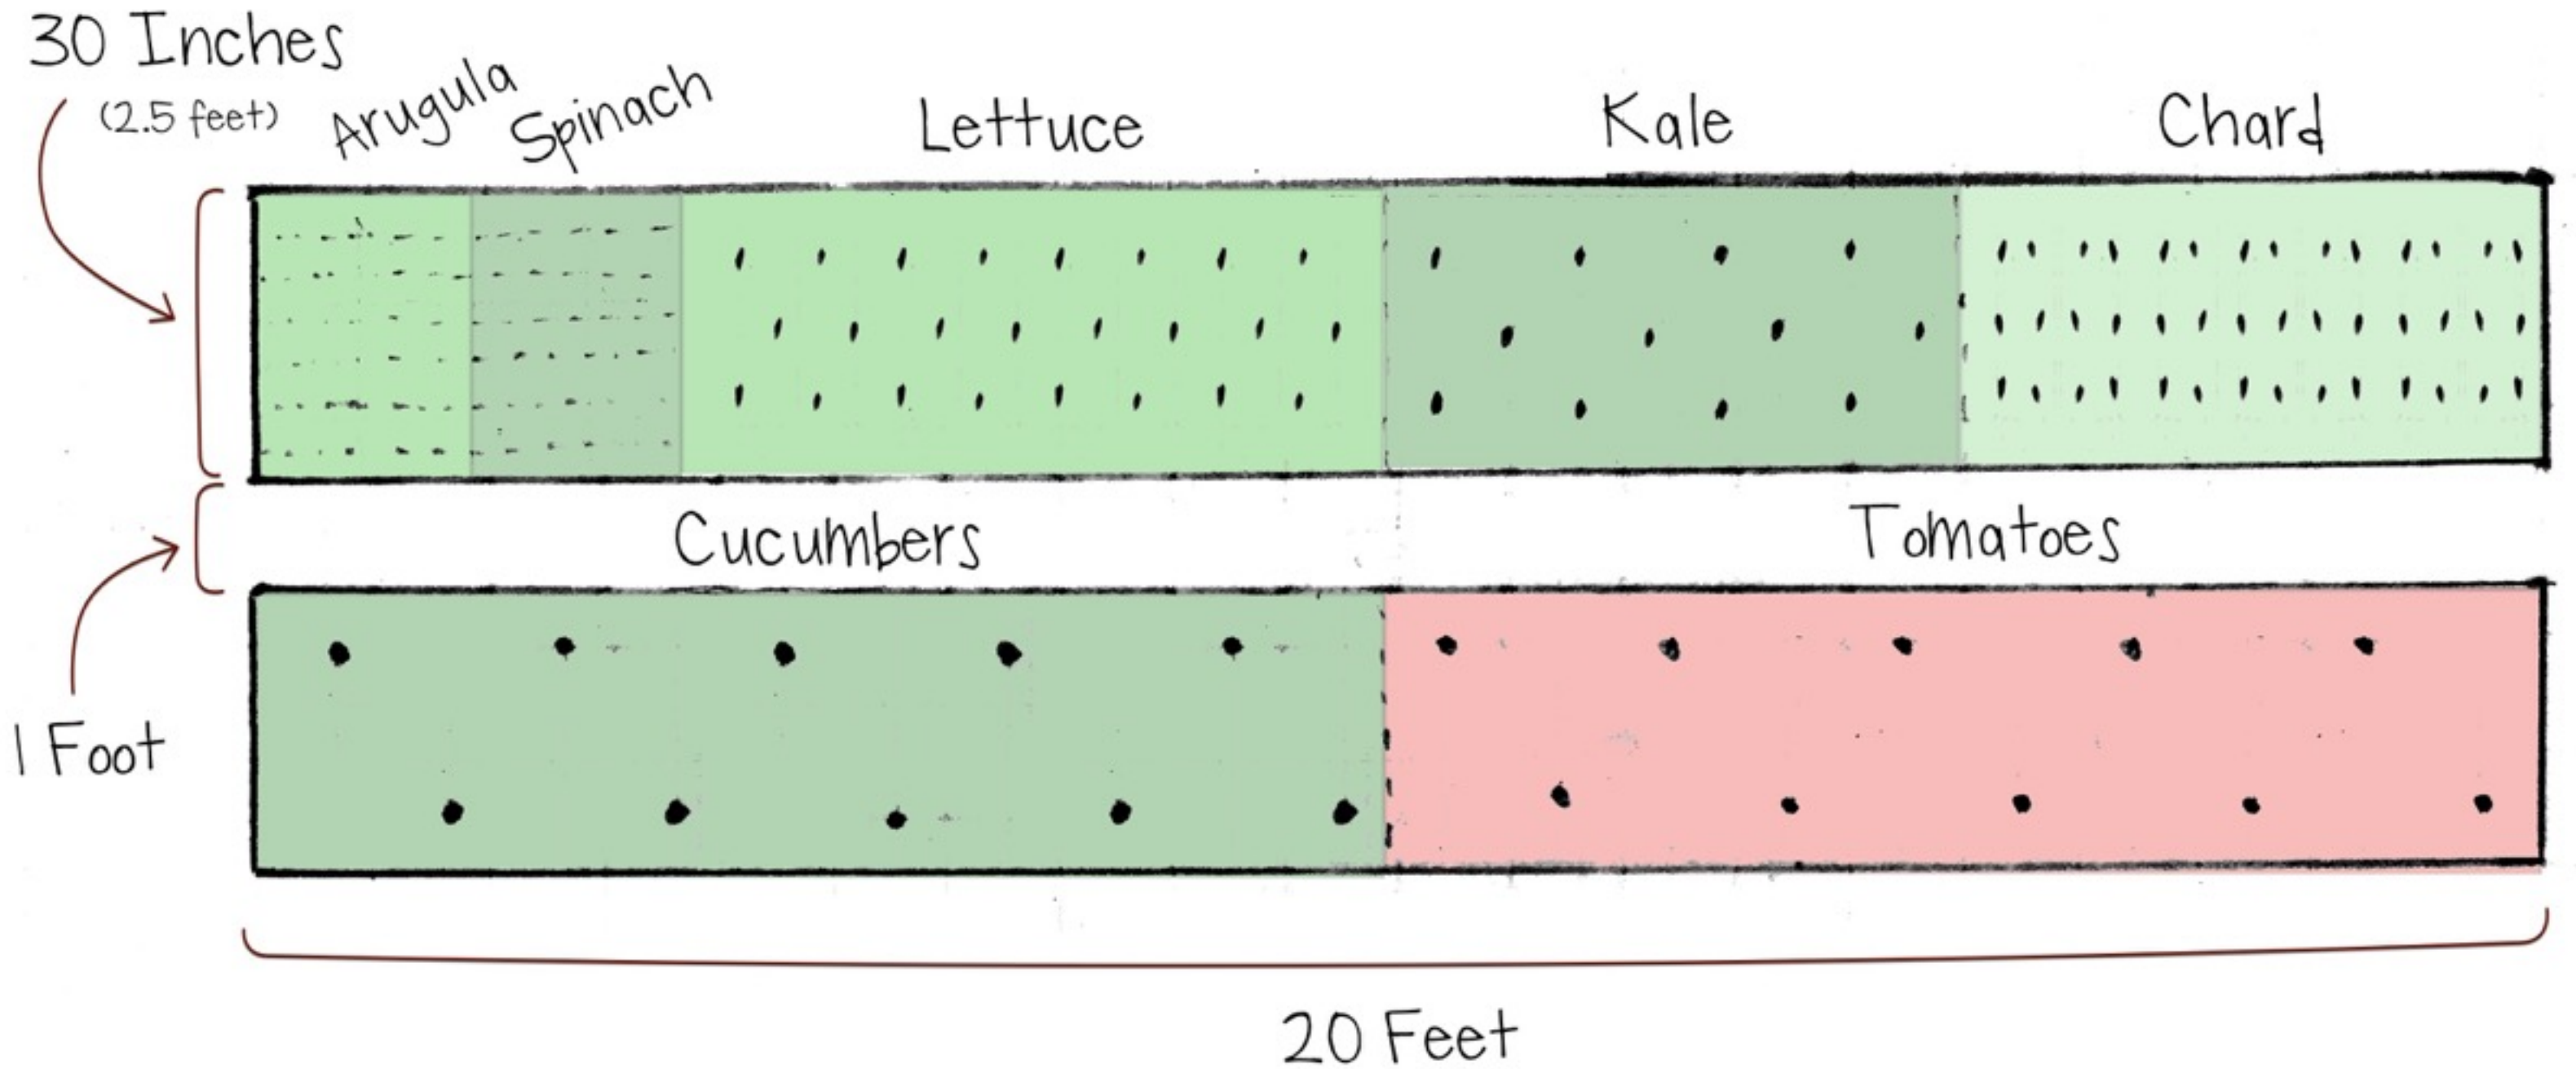 30 Inches
(2.5 feet)
Arugula
Spinach
Lettuce
Kale
Chard
Cucumbers
Tomatoes
1 Foot
20 Feet